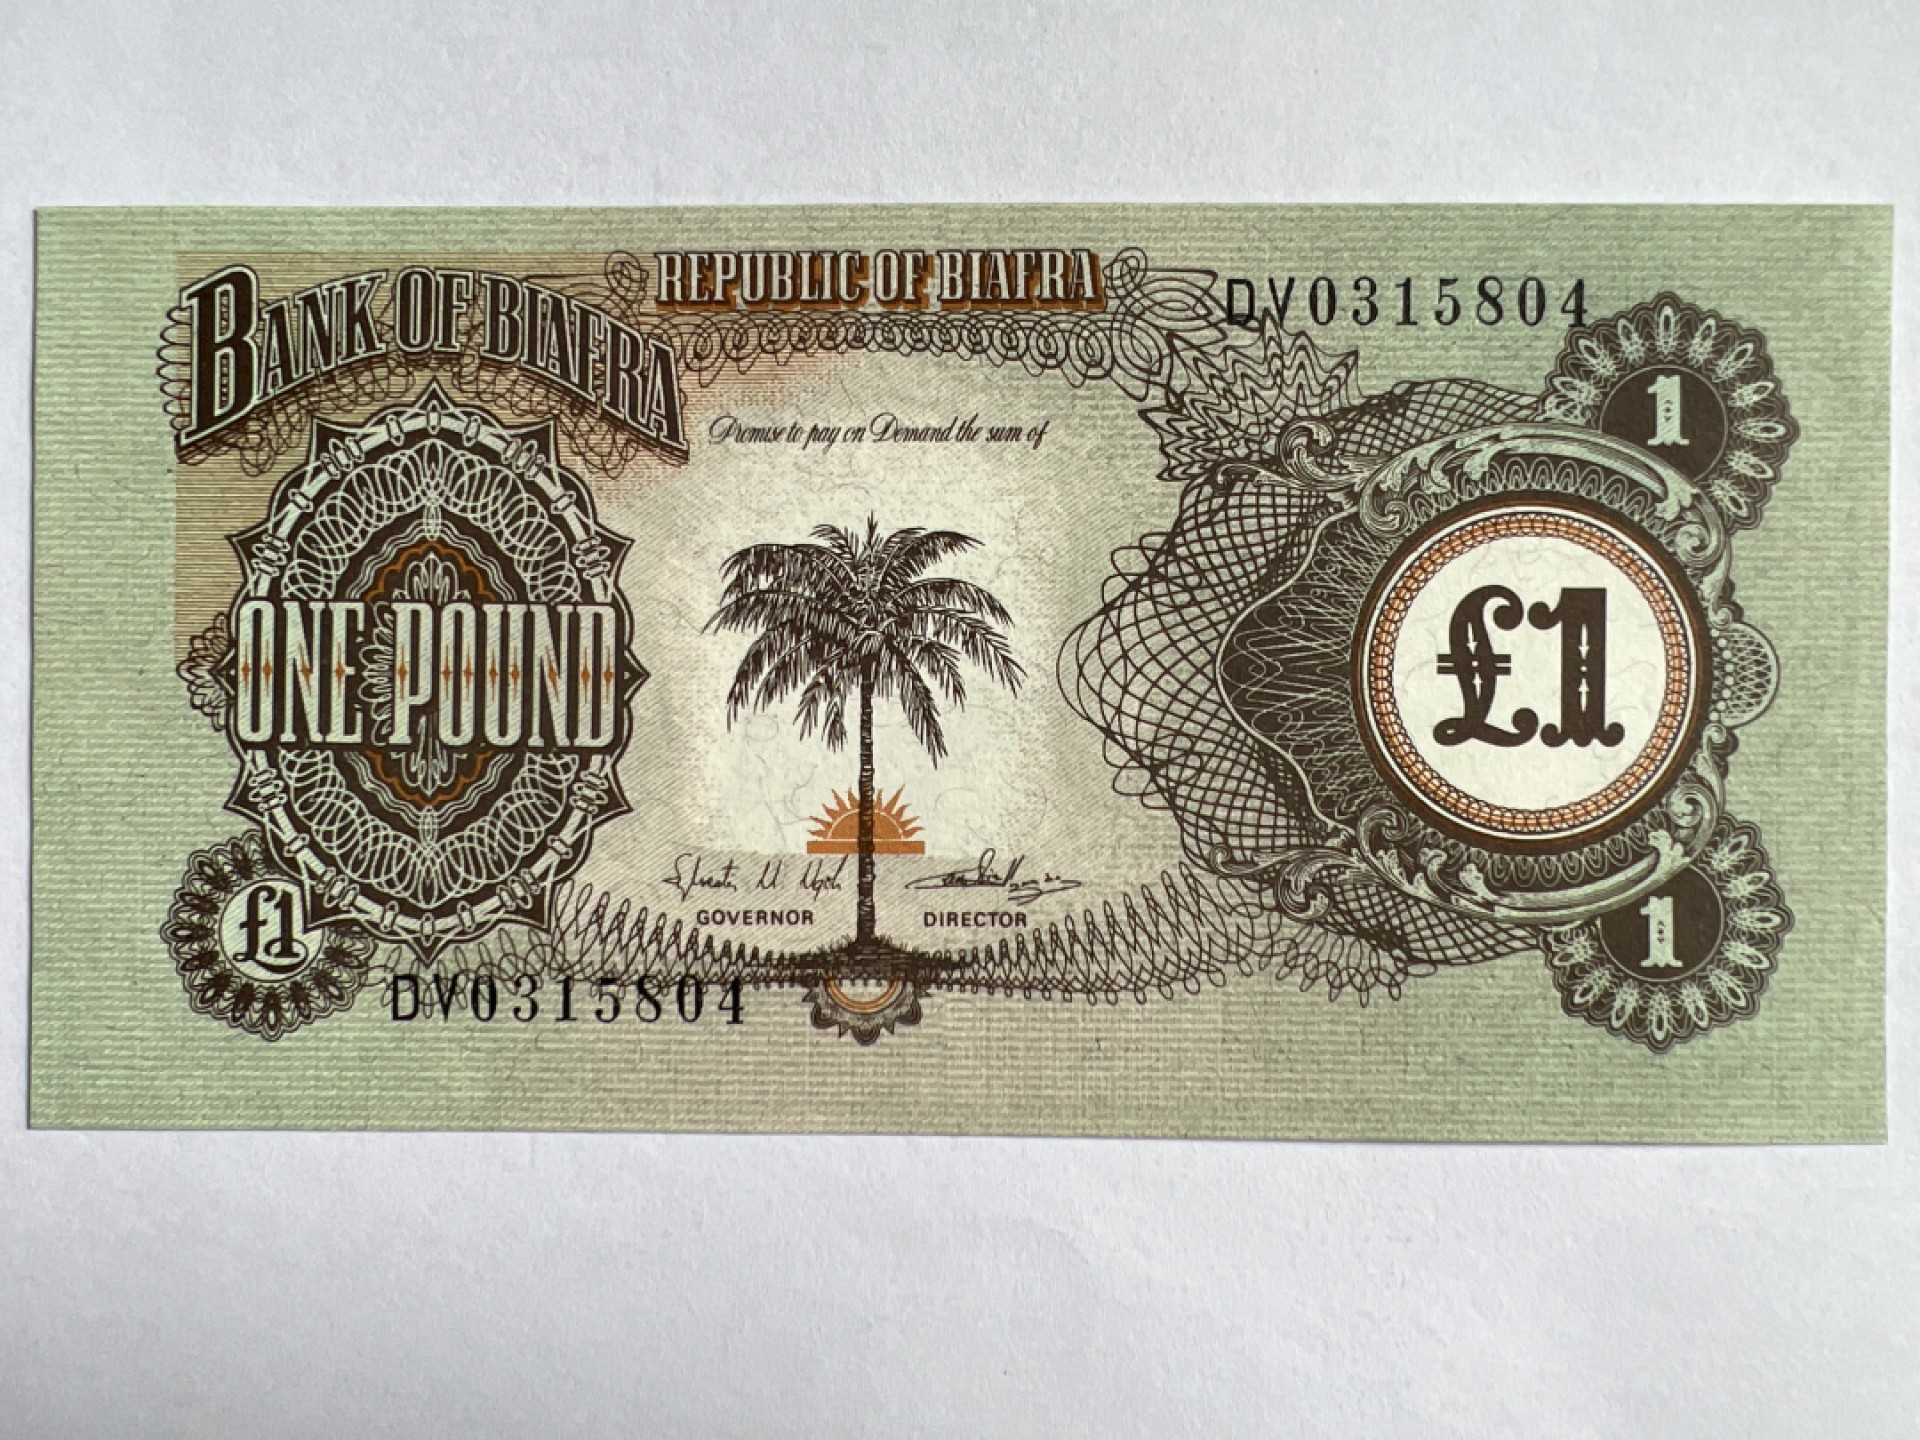 BANK OF BIAFRA
REPUBLIC OF BIAFRA
DV0315804
1
Promise to pay on Demand the sum of
ONE POUND
£1
GOVERNOR
DIRECTOR
£1
1
DV0315804